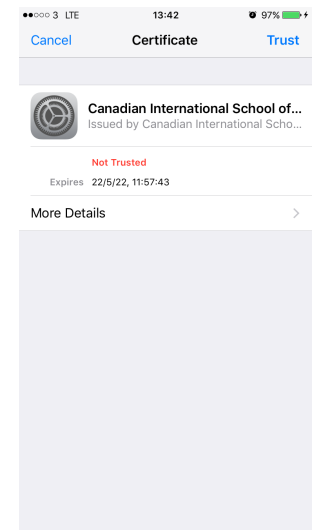 3 LTE 13:42 97%
Cancel Certificate Trust
Canadian International School of...
Issued by Canadian International Scho...
Not Trusted
Expires 22/5/22, 11:57:43
More Details